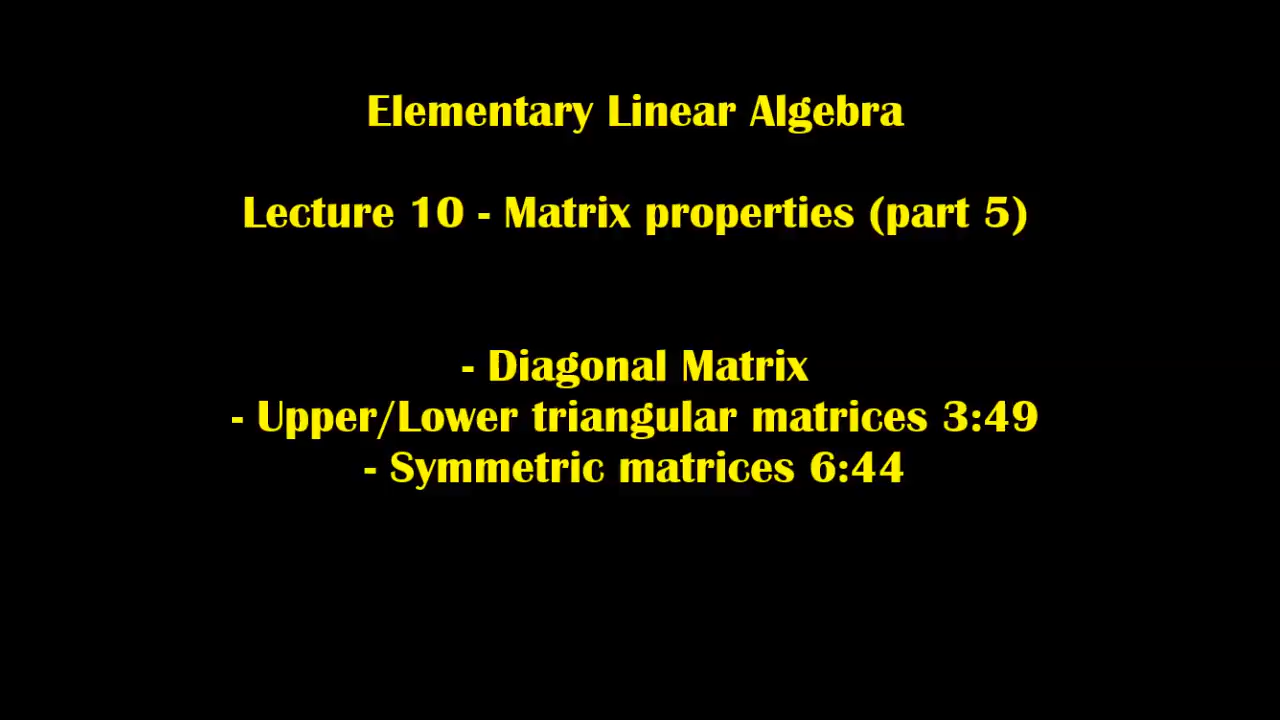 Elementary Linear Algebra
Lecture 10 - Matrix properties (part 5)
- Diagonal Matrix
- Upper/Lower triangular matrices 3:49
- Symmetric matrices 6:44